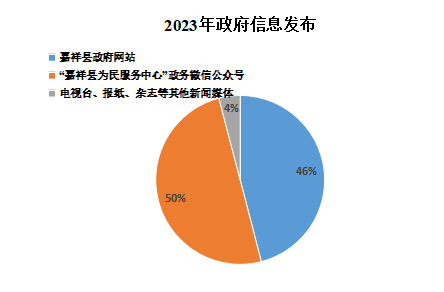 2023年政府信息发布
嘉祥县政府网站
“嘉祥县为民服务中心”政务微信公众号
电视台、报纸、杂志等其他新闻媒体
4%
46%
50%